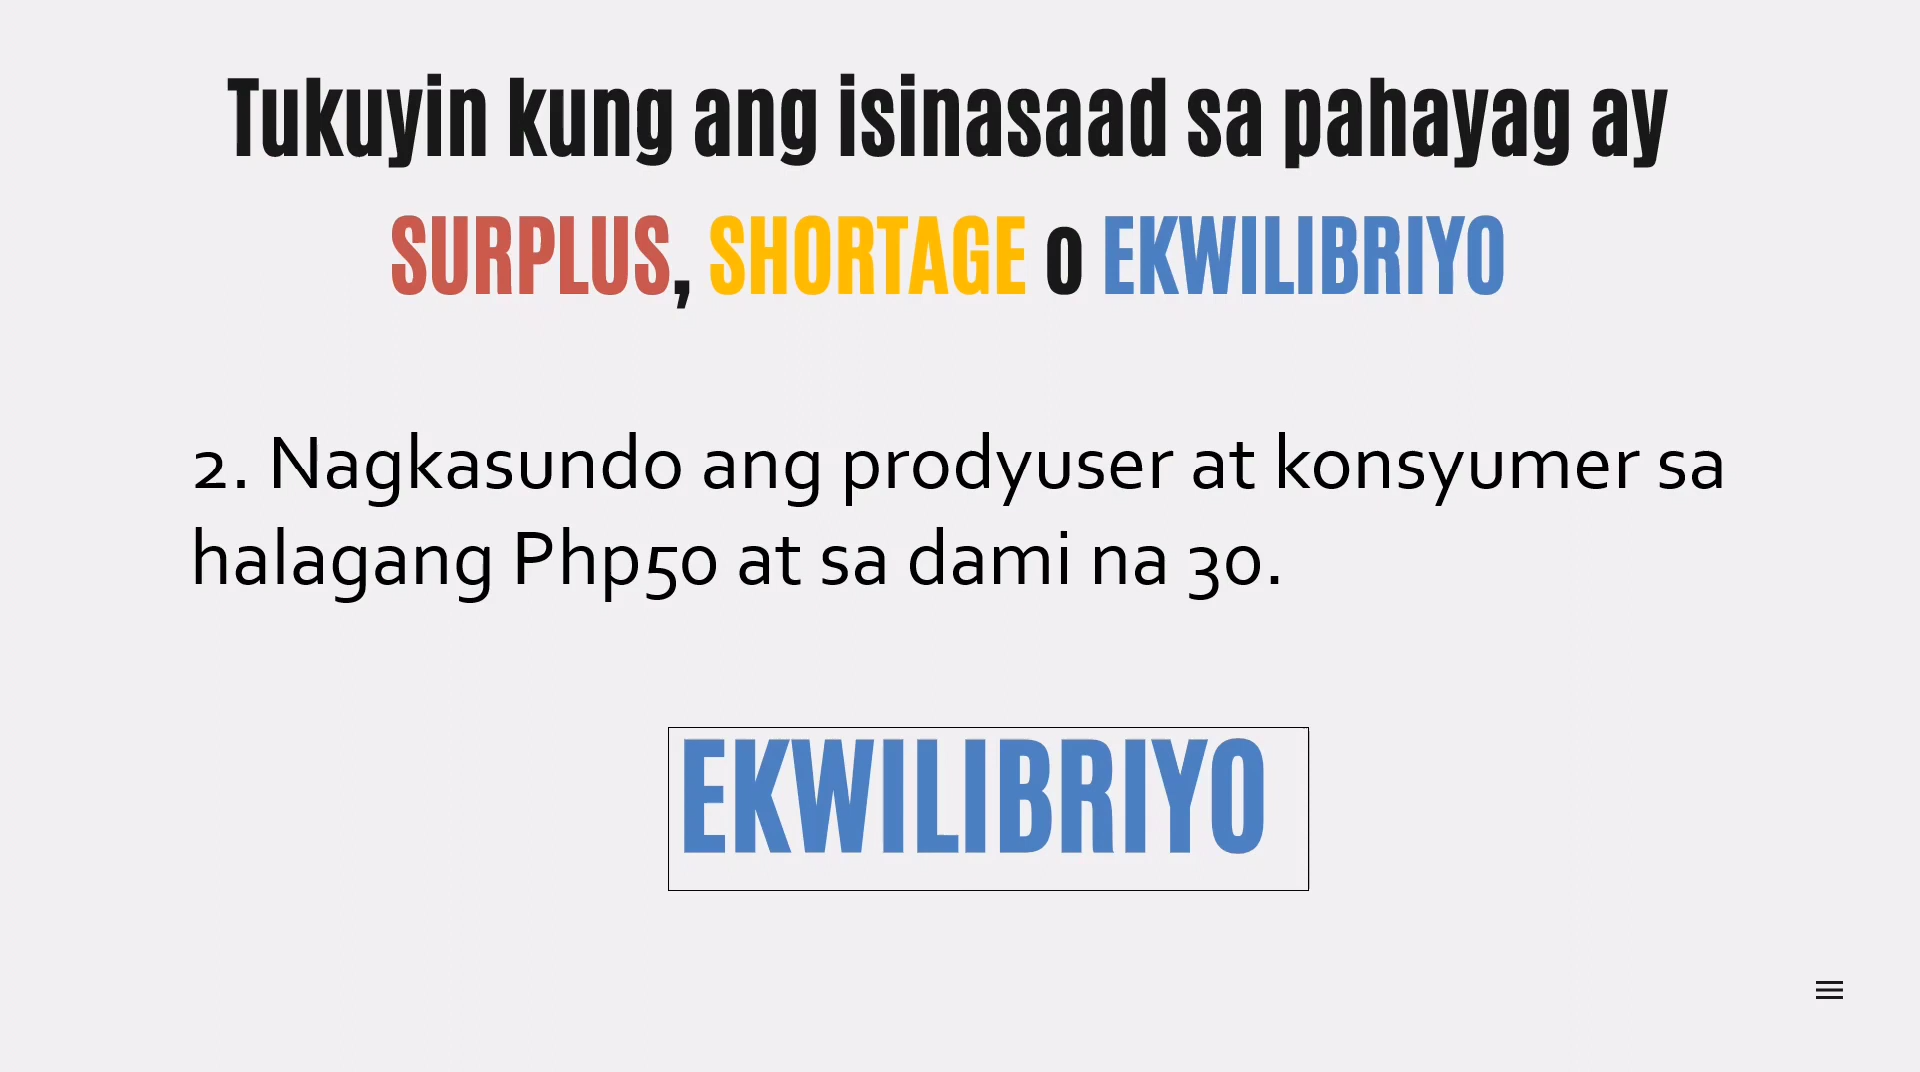 Tukuyin kung ang isinasaad sa pahayag ay
SURPLUS, SHORTAGE o EKWILIBRIYO
2. Nagkasundo ang prodyuser at konsyumer sa
halagang Php50 at sa dami na 30.
EKWILIBRIYO